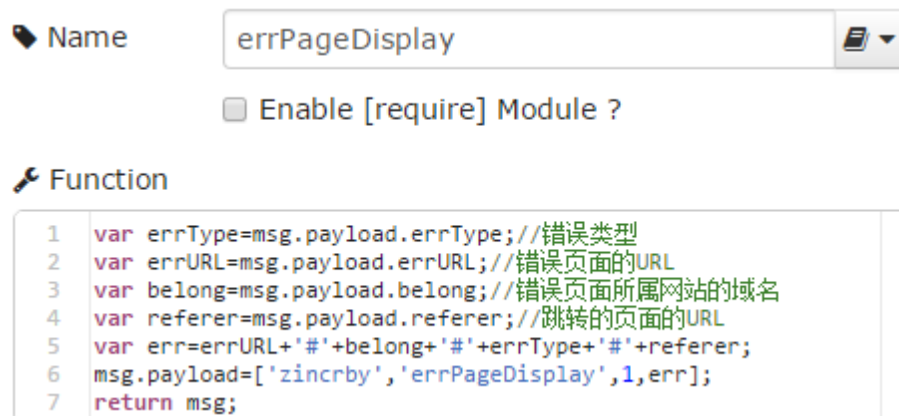 Name
errPageDisplay
Enable [require] Module ?
Function
1 var errType=msg.payload.errType;//错误类型
2 var errURL=msg.payload.errURL;//错误页面的URL
3 var belong=msg.payload.belong;//错误页面所属网站的域名
4 var referer=msg.payload.referer;//跳转的页面的URL
5 var err=errURL+'#'+belong+'#'+errType+'#'+referer;
6 msg.payload=['zincrby','errPageDisplay',1,err];
7 return msg;